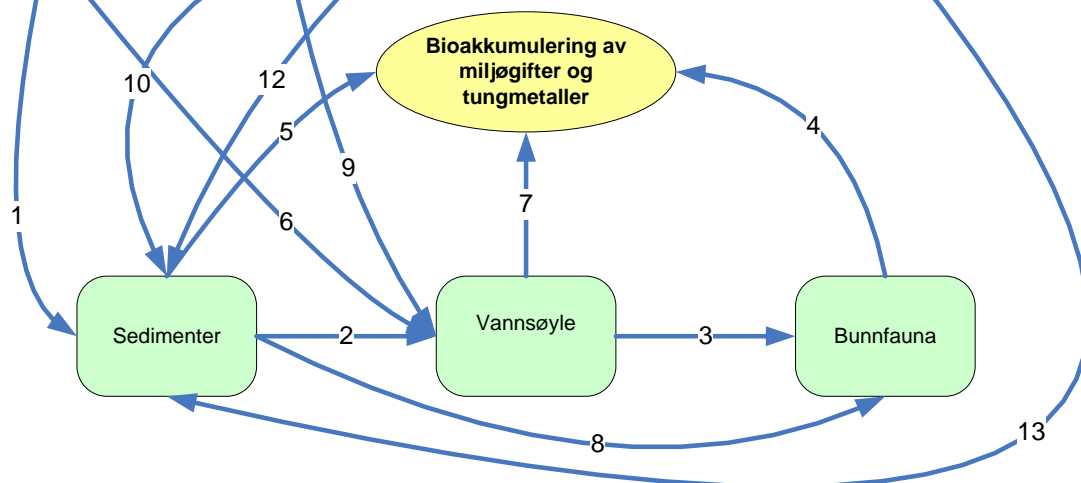 Bioakkumulering av
miljøgifter og
tungmetaller
10
12
5
4
9
7
1
6
Sedimenter
2
Vannsøyle
3
Bunnfauna
8
13